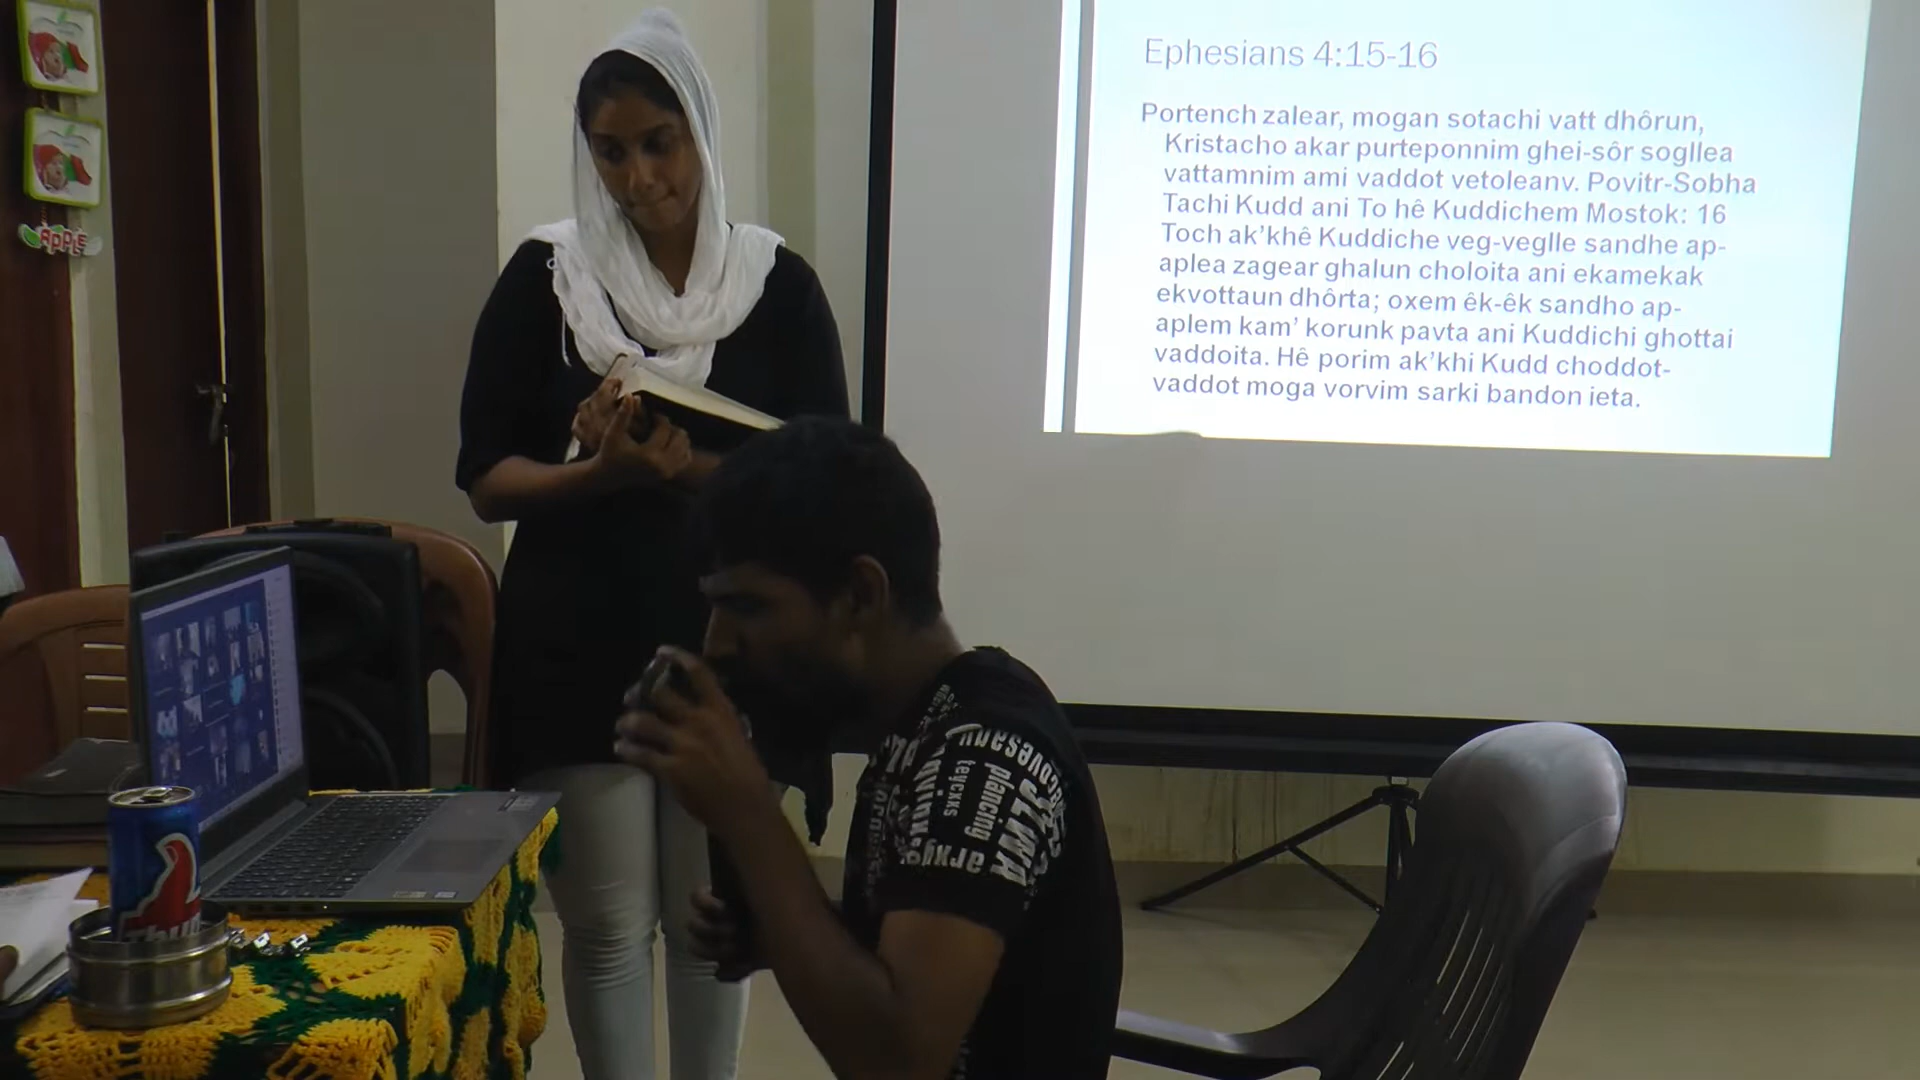 Ephesians 4:15-16
Portench zalear, mogan sotachi vatt dhôrun,
Kristacho akar purteponnim ghei-sôr sogllea
vattamnim ami vaddot vetoleanv. Povitr-Sobha
Tachi Kudd ani To hê Kuddichem Mostok: 16
Toch ak’khê Kuddiche veg-veglle sandhe ap-
aplea zagear ghalun choloita ani ekamekak
ekvottaun dhôrta; oxem êk-êk sandho ap-
aplem kam’ korunk pavta ani Kuddichi ghottai
vaddoita. Hê porim ak’khi Kudd choddot-
vaddot moga vorvim sarki bandon ieta.
APPLE
plancing